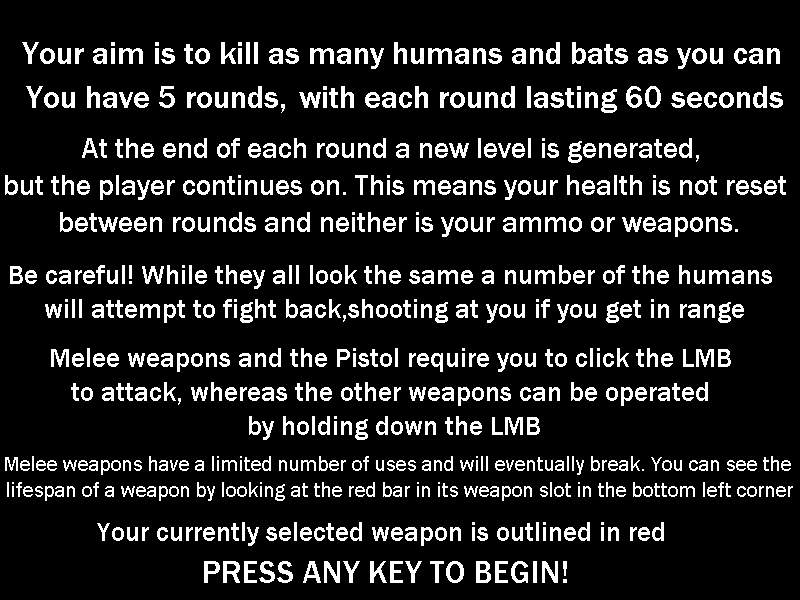 Your aim is to kill as many humans and bats as you can
You have 5 rounds, with each round lasting 60 seconds
At the end of each round a new level is generated,
but the player continues on. This means your health is not reset
between rounds and neither is your ammo or weapons.
Be careful! While they all look the same a number of the humans
will attempt to fight back,shooting at you if you get in range
Melee weapons and the Pistol require you to click the LMB
to attack, whereas the other weapons can be operated
by holding down the LMB
Melee weapons have a limited number of uses and will eventually break. You can see the
lifespan of a weapon by looking at the red bar in its weapon slot in the bottom left corner
Your currently selected weapon is outlined in red
PRESS ANY KEY TO BEGIN!